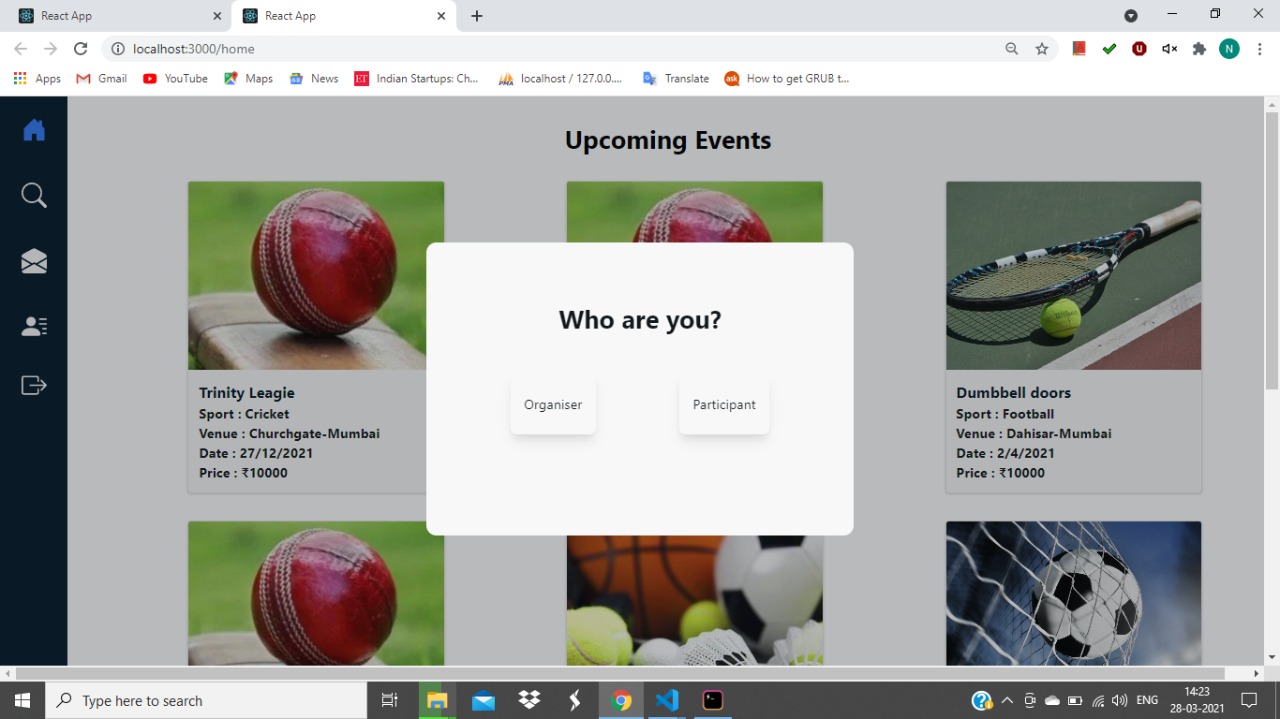 React App
React App
localhost:3000/home
N
Apps
Gmail
YouTube
Maps
News
ET
Indian Startups: Ch...
PMA
localhost / 127.0.0....
Translate
ask
How to get GRUB t...
Upcoming Events
Who are you?
Organiser
Participant
Trinity Leagie
Sport : Cricket
Venue : Churchgate-Mumbai
Date : 27/12/2021
Price : ₹10000
Dumbbell doors
Sport : Football
Venue : Dahisar-Mumbai
Date : 2/4/2021
Price : ₹10000
Type here to search
ENG
14:23
28-03-2021